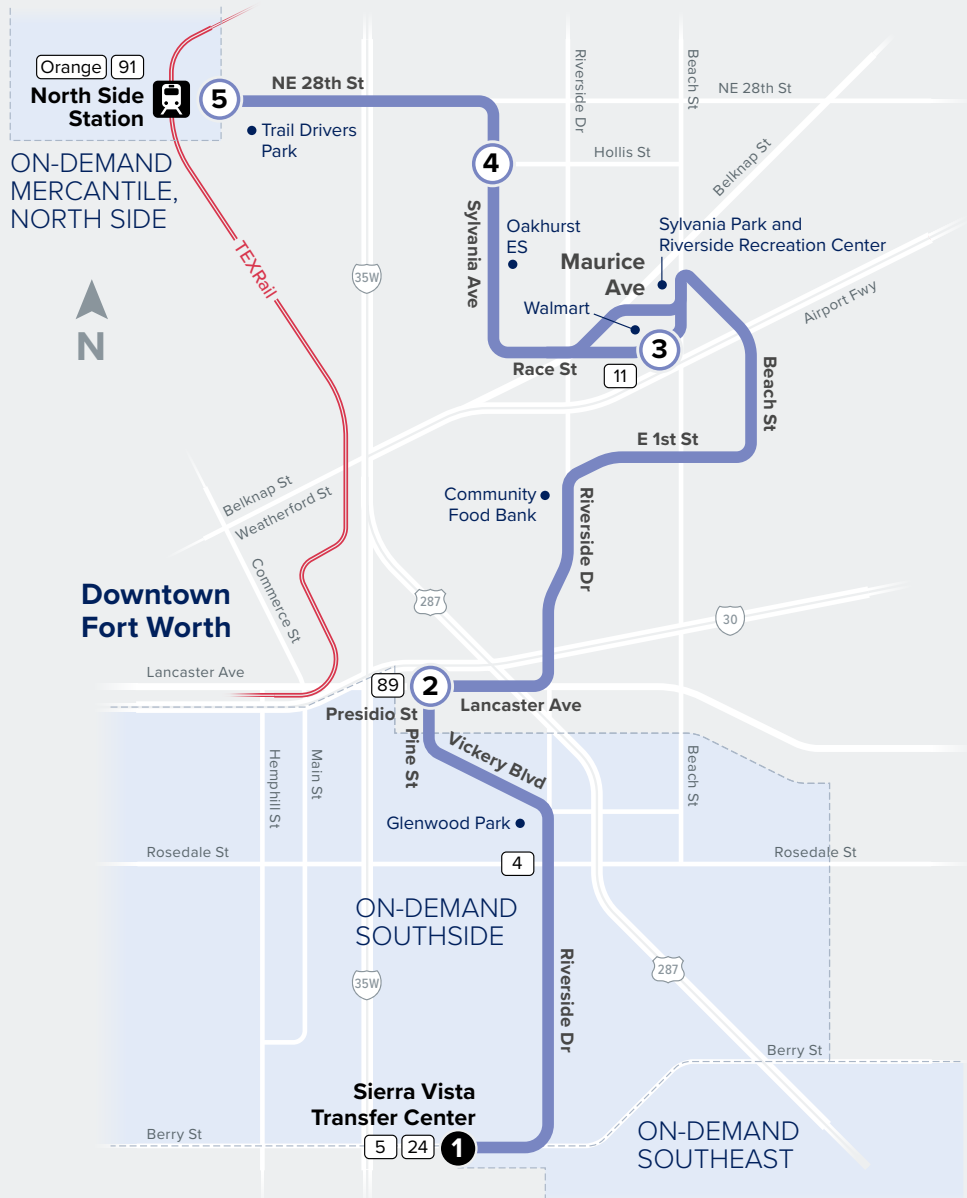 Orange 91
North Side
Station
5
NE 28th St
Trail Drivers
Park
ON-DEMAND
MERCANTILE,
NORTH SIDE
Riverside Dr
Beach St
NE 28th St
4
Hollis St
Belknap St
Sylvania Ave
Oakhurst
ES
Sylvania Park and
Riverside Recreation Center
Maurice
Ave
TEXRail
35W
N
Walmart
Airport Fwy
3
Race St
11
Beach St
E 1st St
Belknap St
Weatherford St
Community
Food Bank
Riverside Dr
Commerce St
Downtown
Fort Worth
287
30
Lancaster Ave
89
2
Lancaster Ave
Presidio St
Pine St
Vickery Blvd
Hemphill St
Main St
Beach St
Glenwood Park
Rosedale St
4
Rosedale St
ON-DEMAND
SOUTHSIDE
35W
Riverside Dr
287
Berry St
Sierra Vista
Transfer Center
Berry St
5 24 1
ON-DEMAND
SOUTHEAST